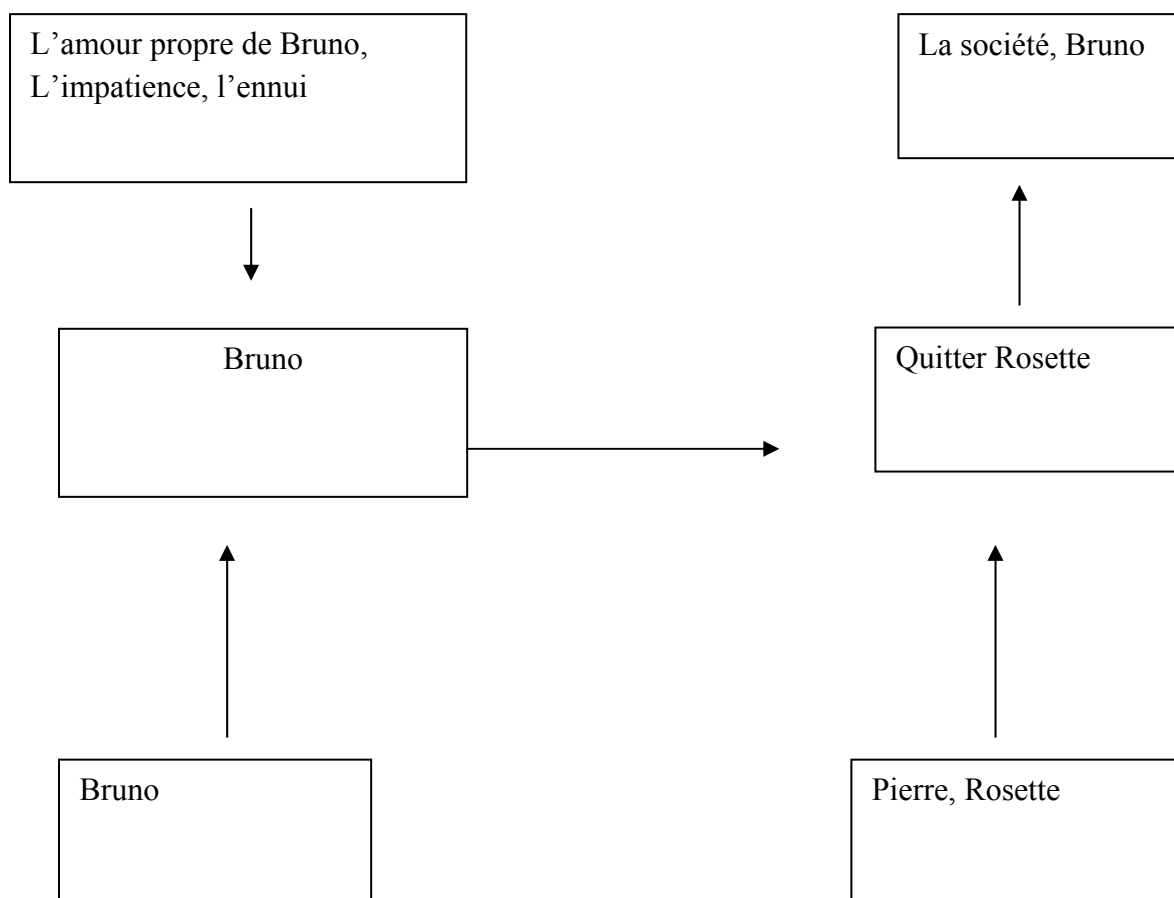 L’amour propre de Bruno,
L’impatience, l’ennui
La société, Bruno
Bruno
Quitter Rosette
Bruno
Pierre, Rosette